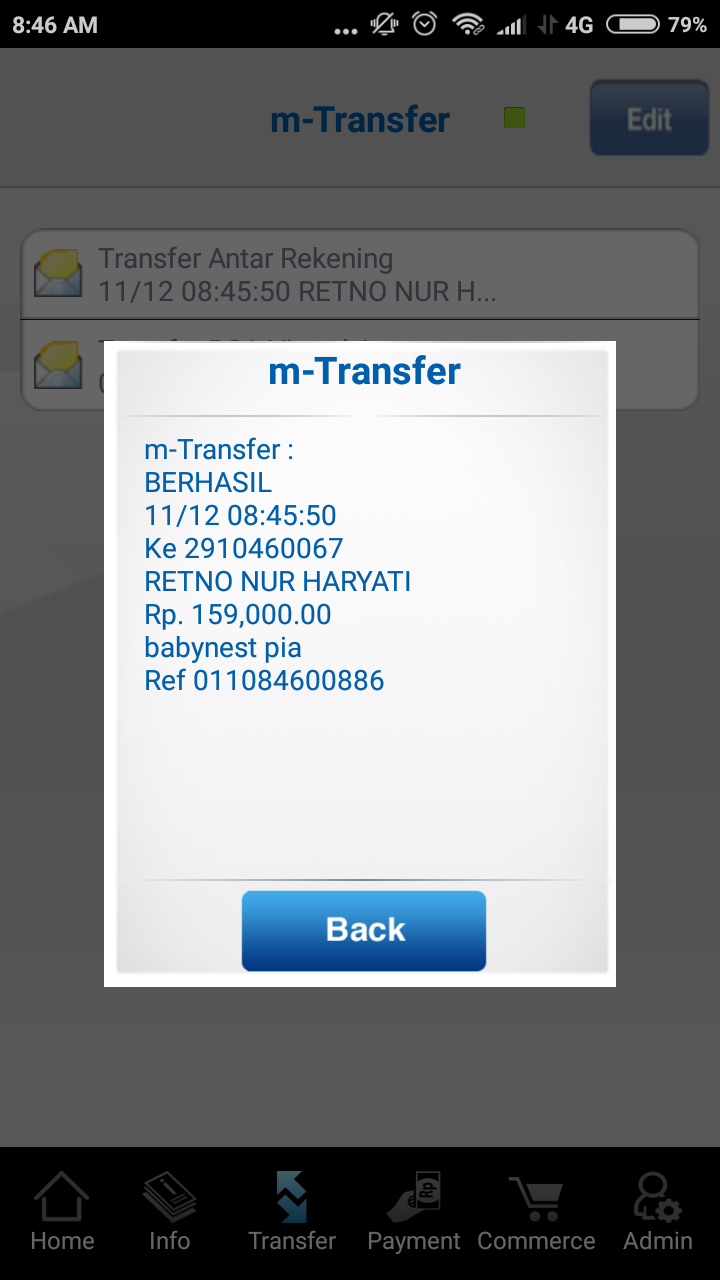 8:46 AM
4G
79%
m-Transfer
Edit
Transfer Antar Rekening
11/12 08:45:50 RETNO NUR H...
m-Transfer
m-Transfer :
BERHASIL
11/12 08:45:50
Ke 2910460067
RETNO NUR HARYATI
Rp. 159,000.00
babynest pia
Ref 011084600886
Back
Rp
Home
Info
Transfer
Payment
Commerce
Admin